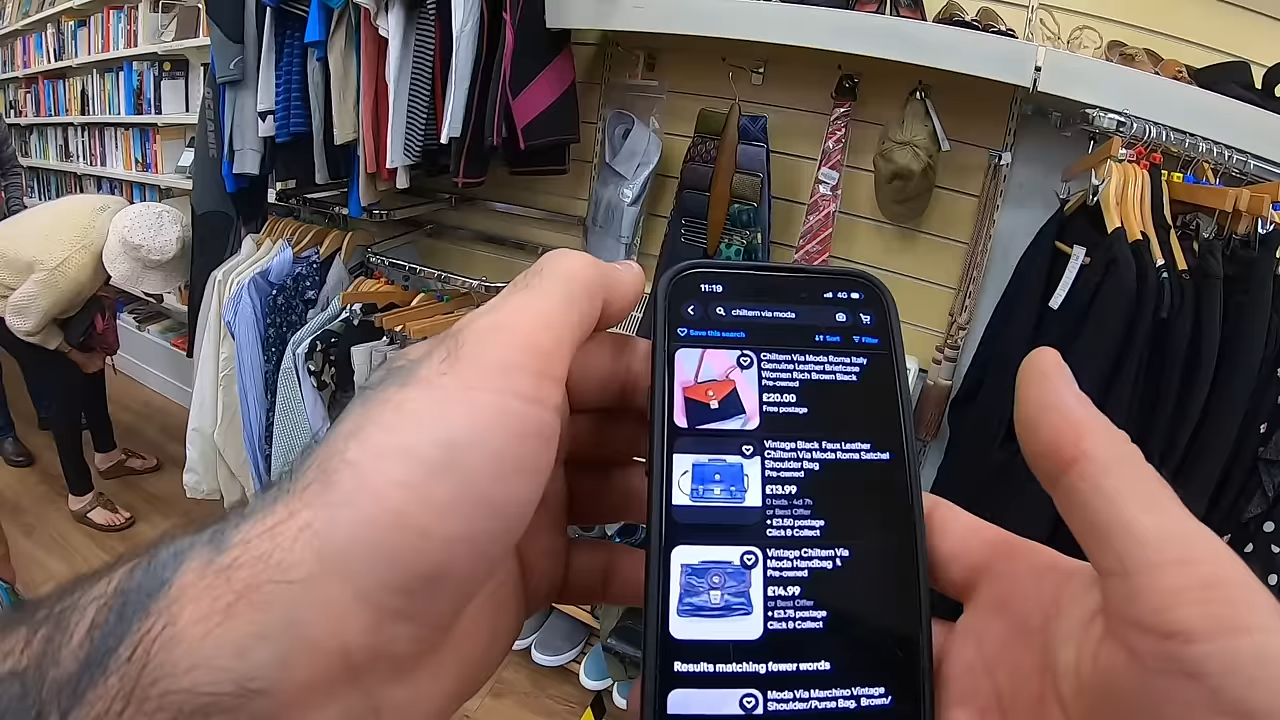 11:19
4G
chiltern via moda
Save this search
Sort
Filter
Chiltern Via Moda Roma Italy
Genuine Leather Briefcase
Women Rich Brown Black
Pre-owned
£20.00
Free postage
Vintage Black Faux Leather
Chiltern Via Moda Roma Satchel
Shoulder Bag
Pre-owned
£13.99
0 bids · 4d 7h
or Best Offer
+ £3.50 postage
Click & Collect
Vintage Chiltern Via
Moda Handbag
Pre-owned
£14.99
or Best Offer
+ £3.75 postage
Click & Collect
Results matching fewer words
Moda Via Marchino Vintage
Shoulder/Purse Bag. Brown/